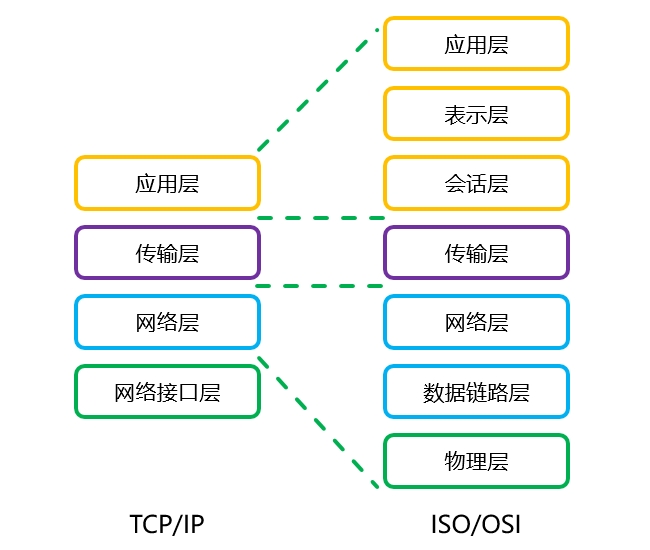 应用层
表示层
会话层
传输层
网络层
数据链路层
物理层
应用层
传输层
网络层
网络接口层
TCP/IP
ISO/OSI